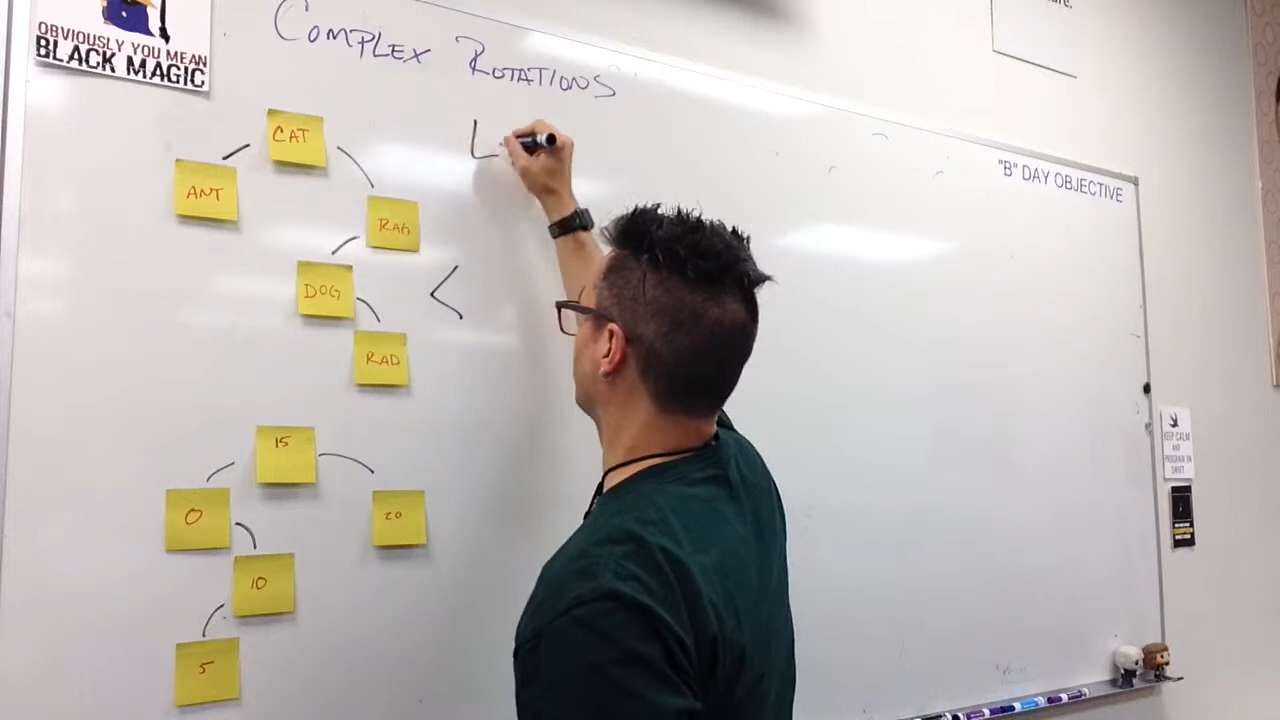 OBVIOUSLY YOU MEAN
BLACK MAGIC
COMPLEX ROTATIONS
"B" DAY OBJECTIVE
CAT
ANT
RAG
DOG
RAD
<
L
15
0
20
10
5
KEEP CALM
AND
PROGRAM IN
SWIFT